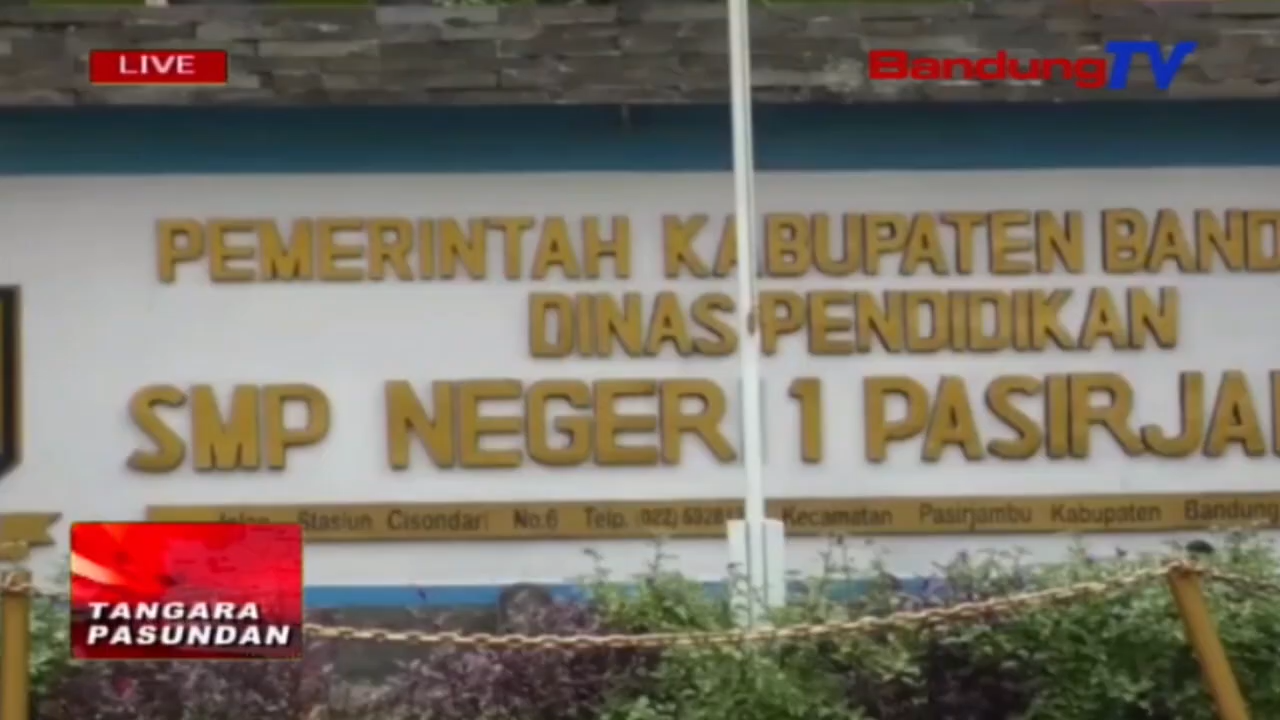 LIVE
BandungTV
PEMERINTAH KABUPATEN BAND
DINAS PENDIDIKAN
SMP NEGERI 1 PASIRJA
Jalan Stasiun Cisondari No.6 Telp. (022) Kecamatan Pasirjambu Kabupaten Bandung
TANGARA
PASUNDAN